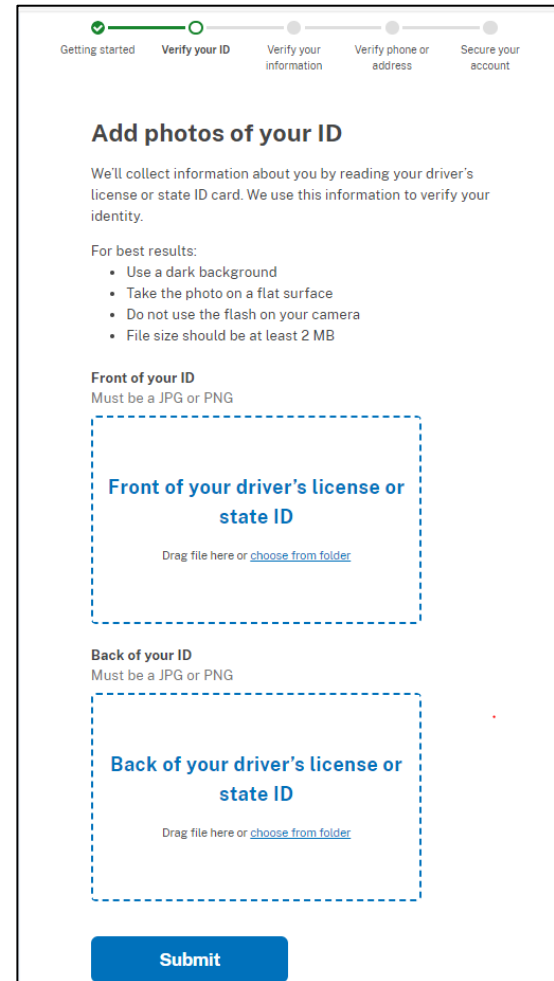 Getting started
Verify your ID
Verify your
information
Verify phone or
address
Secure your
account
Add photos of your ID
We'll collect information about you by reading your driver's
license or state ID card. We use this information to verify your
identity.
For best results:
• Use a dark background
• Take the photo on a flat surface
• Do not use the flash on your camera
• File size should be at least 2 MB
Front of your ID
Must be a JPG or PNG
Front of your driver's license or
state ID
Drag file here or choose from folder
Back of your ID
Must be a JPG or PNG
Back of your driver's license or
state ID
Drag file here or choose from folder
Submit